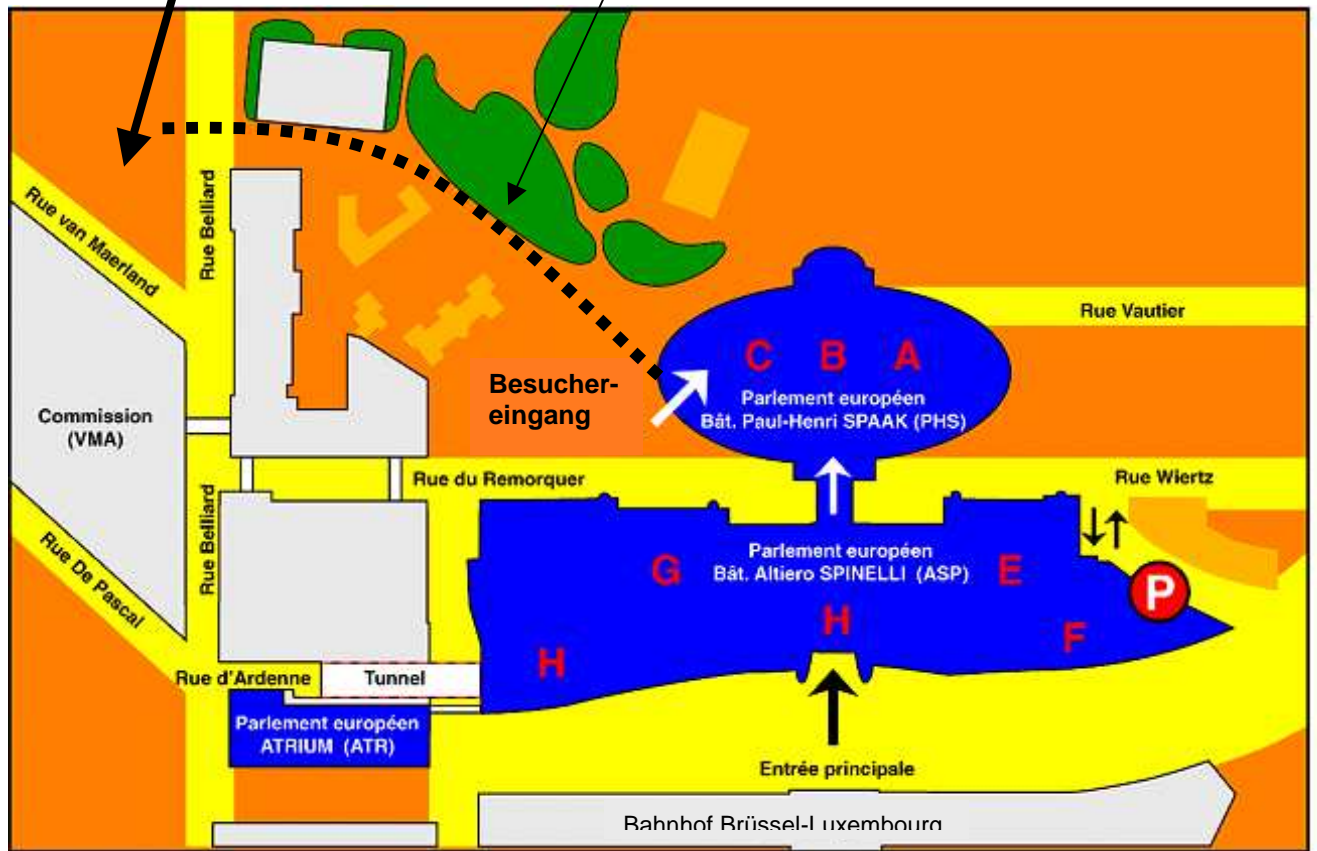 Rue van Maerland
Rue Belliard
Rue Vautier
C B A
Parlement européen
Bât. Paul-Henri SPAAK (PHS)
Besucher-
eingang
Commission
(VMA)
Rue du Remorquer
Rue Wiertz
Rue Belliard
Rue De Pascal
Parlement européen
Bât. Altiero SPINELLI (ASP)
G
E
P
H
F
H
Rue d'Ardenne
Tunnel
Parlement européen
ATRIUM (ATR)
Entrée principale
Bahnhof Brüssel-Luxembourg